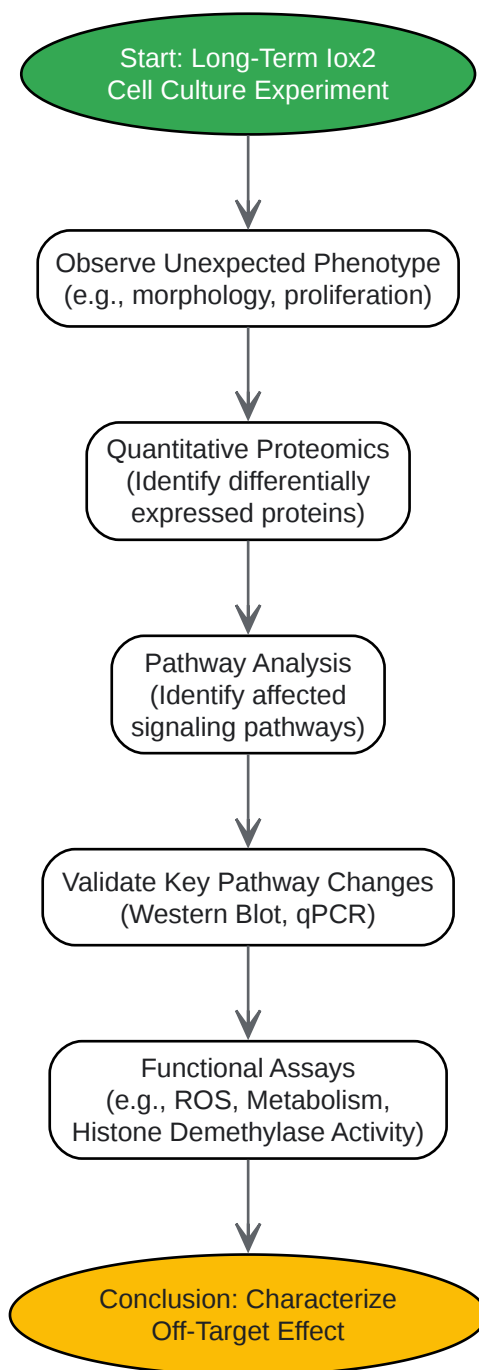 Start: Long-Term Iox2
Cell Culture Experiment
Observe Unexpected Phenotype
(e.g., morphology, proliferation)
Quantitative Proteomics
(Identify differentially
expressed proteins)
Pathway Analysis
(Identify affected
signaling pathways)
Validate Key Pathway Changes
(Western Blot, qPCR)
Functional Assays
(e.g., ROS, Metabolism,
Histone Demethylase Activity)
Conclusion: Characterize
Off-Target Effect